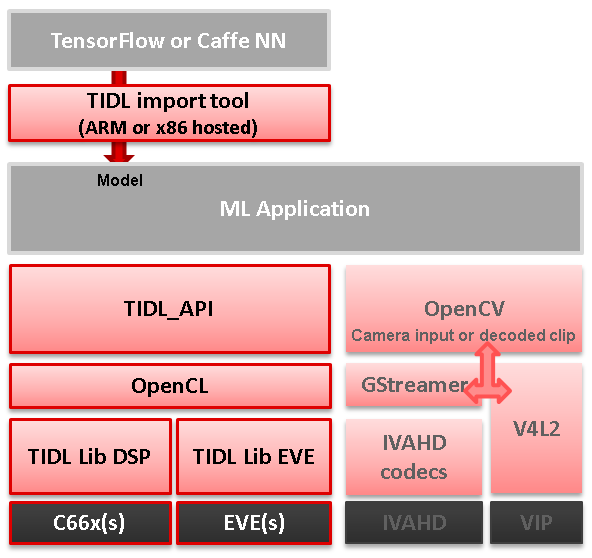 TensorFlow or Caffe NN
TIDL import tool
(ARM or x86 hosted)
Model
ML Application
TIDL_API
OpenCV
Camera input or decoded clip
OpenCL
GStreamer
V4L2
TIDL Lib DSP
TIDL Lib EVE
IVAHD
codecs
C66x(s)
EVE(s)
IVAHD
VIP